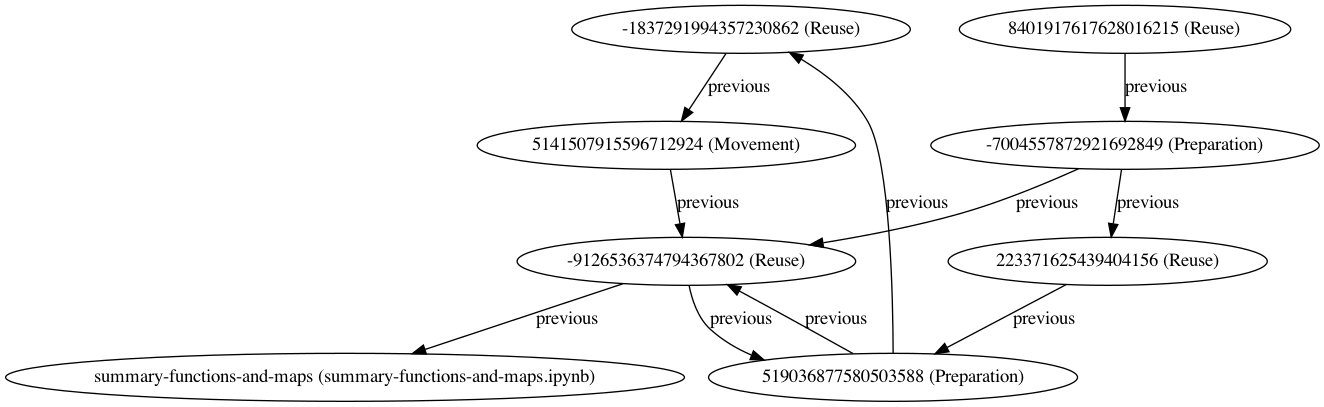 -1837291994357230862 (Reuse)
8401917617628016215 (Reuse)
previous
previous
5141507915596712924 (Movement)
-7004557872921692849 (Preparation)
previous
previous
previous
previous
-9126536374794367802 (Reuse)
223371625439404156 (Reuse)
previous
previous
previous
previous
summary-functions-and-maps (summary-functions-and-maps.ipynb)
519036877580503588 (Preparation)